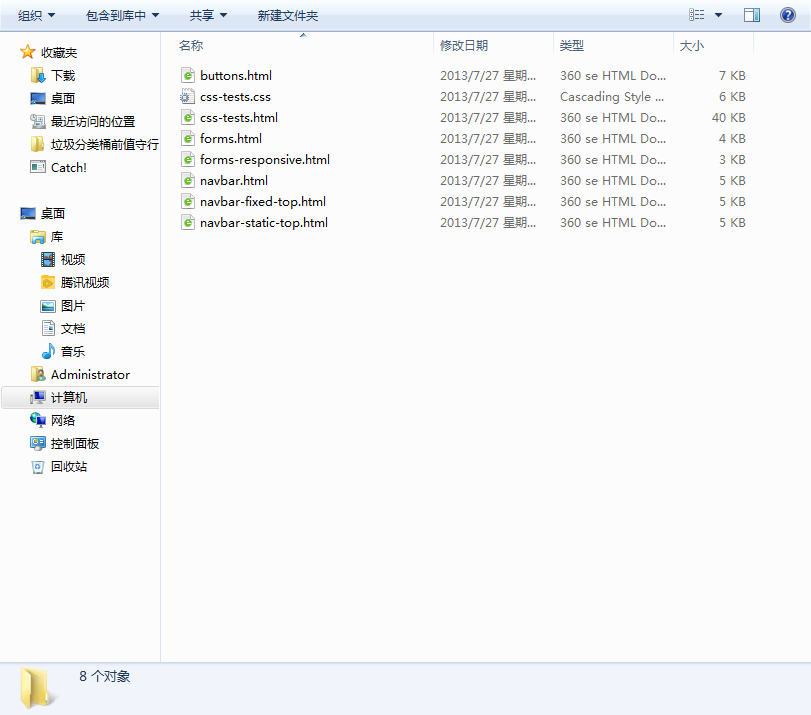 组织 包含到库中 共享 新建文件夹
收藏夹
下载
桌面
最近访问的位置
垃圾分类桶前值守行
Catch!
桌面
库
视频
腾讯视频
图片
文档
音乐
Administrator
计算机
网络
控制面板
回收站
名称 修改日期 类型 大小
buttons.html 2013/7/27 星期... 360 se HTML Do... 7 KB
css-tests.css 2013/7/27 星期... Cascading Style ... 6 KB
css-tests.html 2013/7/27 星期... 360 se HTML Do... 40 KB
forms.html 2013/7/27 星期... 360 se HTML Do... 4 KB
forms-responsive.html 2013/7/27 星期... 360 se HTML Do... 3 KB
navbar.html 2013/7/27 星期... 360 se HTML Do... 5 KB
navbar-fixed-top.html 2013/7/27 星期... 360 se HTML Do... 5 KB
navbar-static-top.html 2013/7/27 星期... 360 se HTML Do... 5 KB
8 个对象